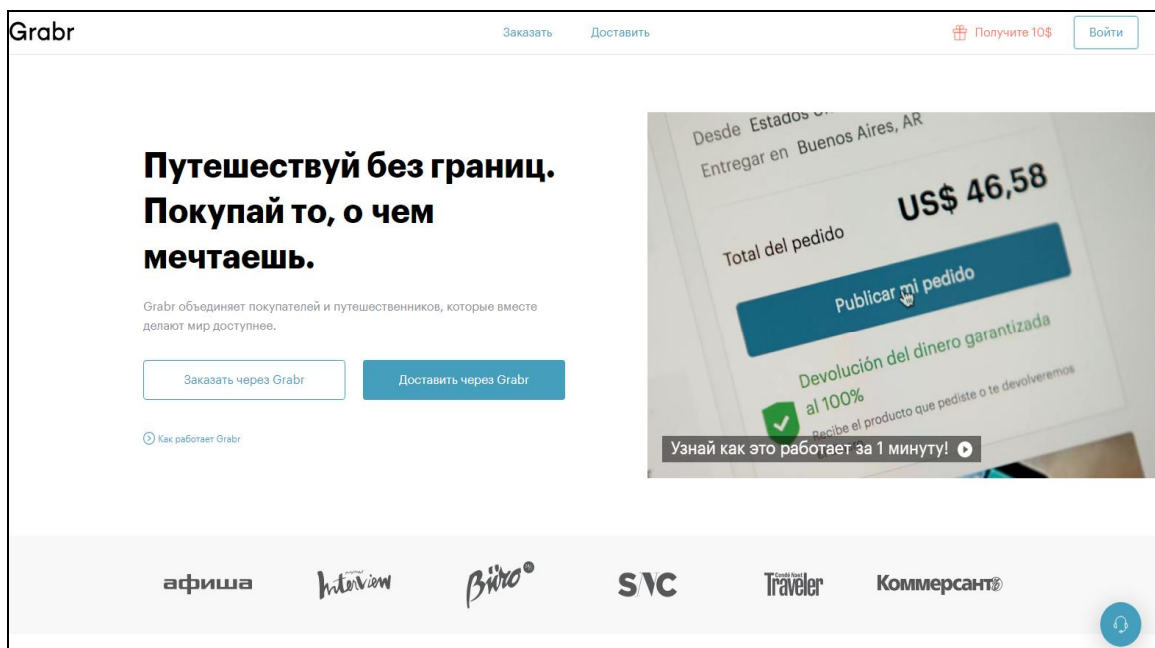 Grabr
Заказать
Доставить
Получите 10$
Войти
Путешествуй без границ.
Покупай то, о чем
мечтаешь.
Grabr объединяет покупателей и путешественников, которые вместе
делают мир доступнее.
Заказать через Grabr
Доставить через Grabr
Как работает Grabr
Desde Estados
Entregar en Buenos Aires, AR
US$ 46,58
Total del pedido
Publicar mi pedido
Devolución del dinero garantizada
al 100%
Recibe el producto que pediste o te devolveremos
Узнай как это работает за 1 минуту!
афиша
Interview
Büro
SNC
Condé Nast
Traveler
Коммерсантъ